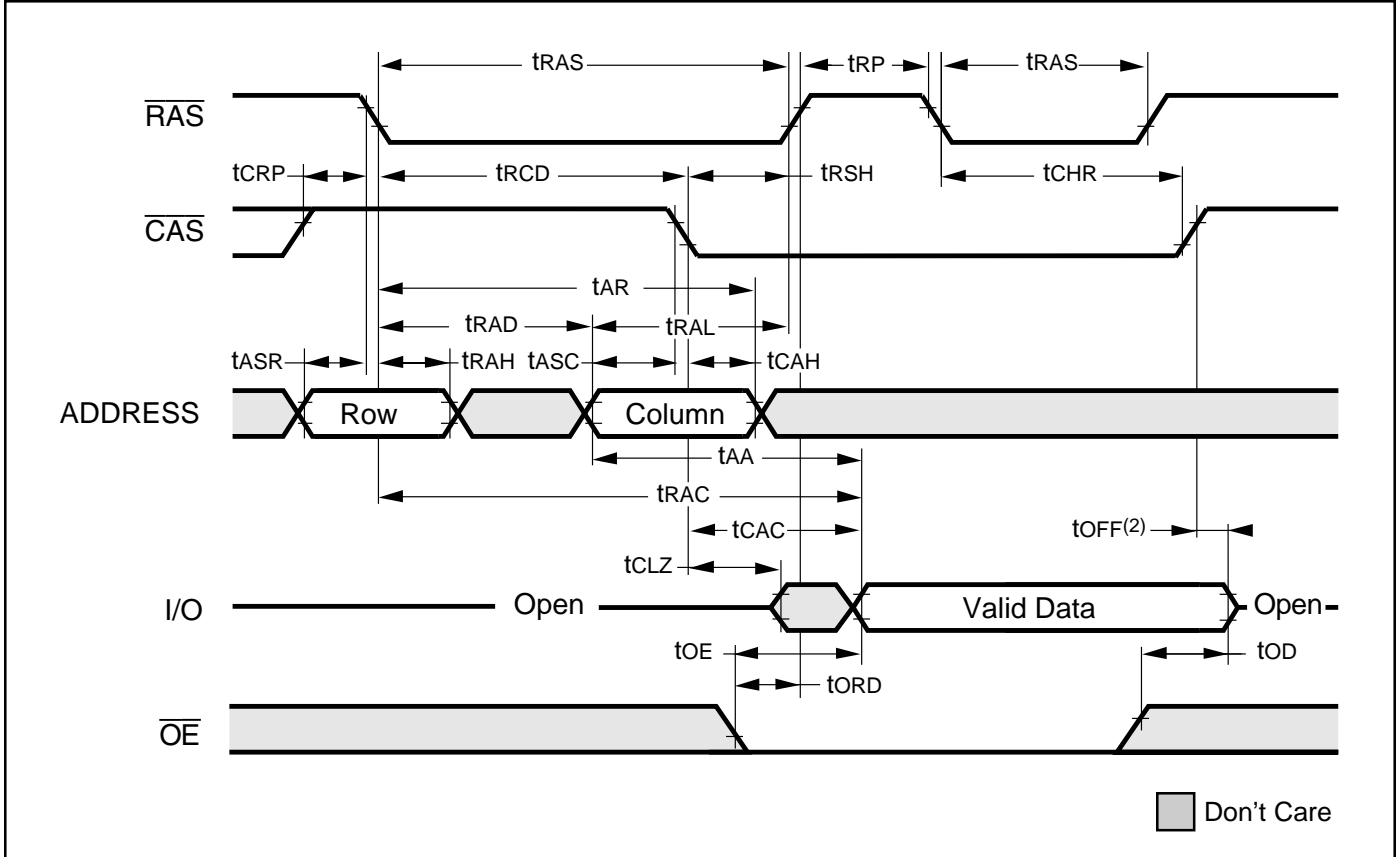 tRAS tRP tRAS
RAS
tCRP tRCD tRSH tCHR
CAS
tAR
tRAD tRAL
tASR tRAH tASC tCAH
ADDRESS Row Column
tAA
tRAC
tCAC tOFF(2)
tCLZ
I/O Open Valid Data Open
tOE tOD
tORD
OE
Don't Care